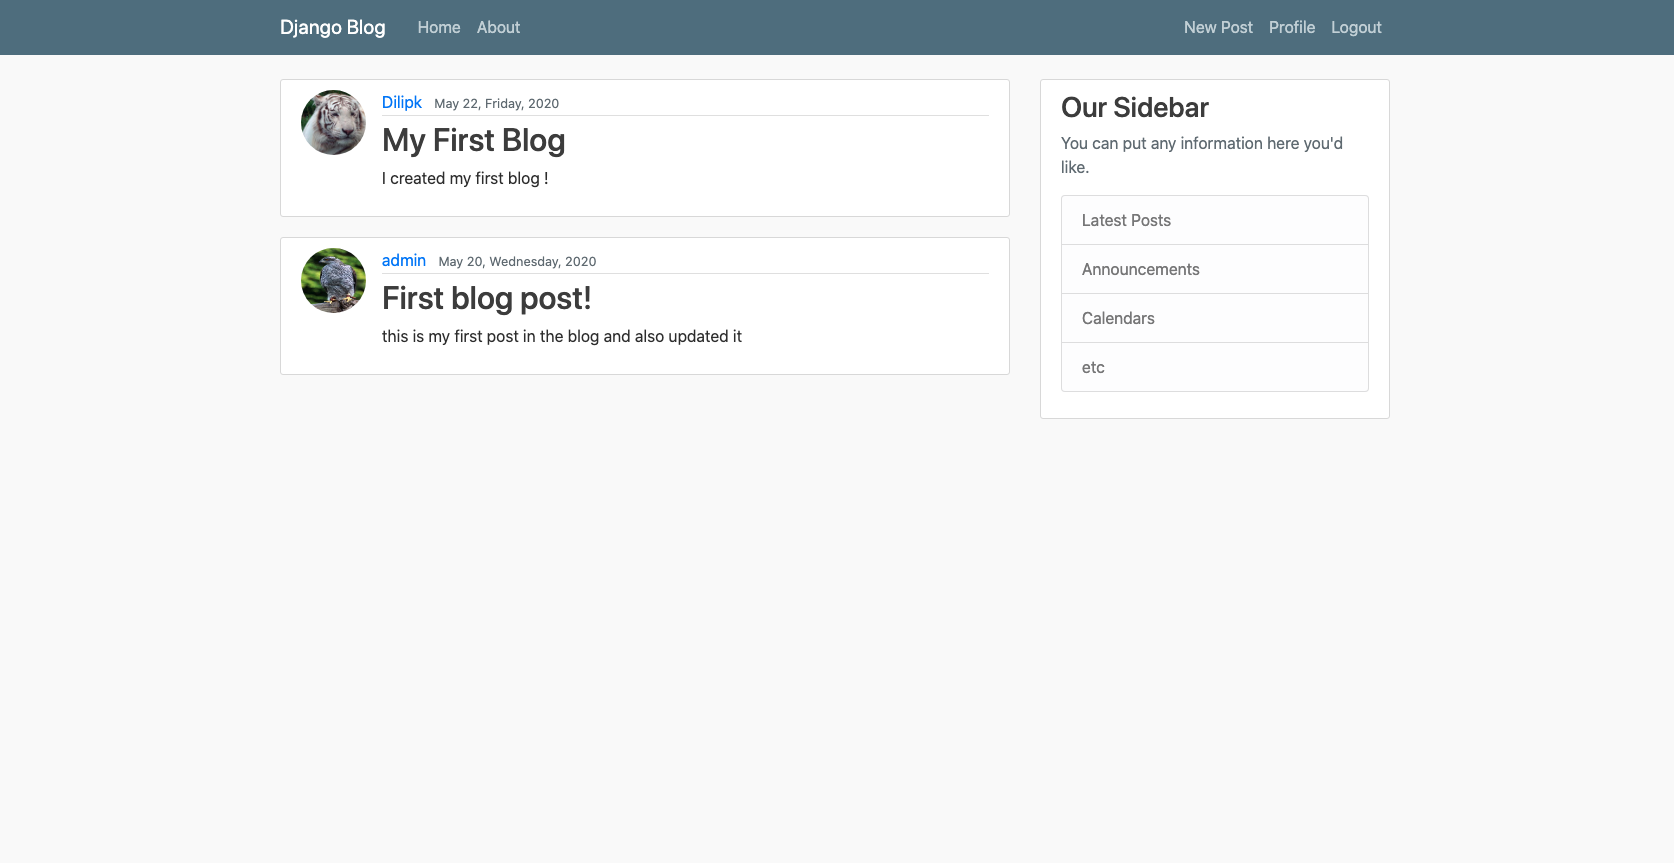 Django Blog Home About New Post Profile Logout
Dilipk May 22, Friday, 2020
My First Blog
I created my first blog !
admin May 20, Wednesday, 2020
First blog post!
this is my first post in the blog and also updated it
Our Sidebar
You can put any information here you'd
like.
Latest Posts
Announcements
Calendars
etc